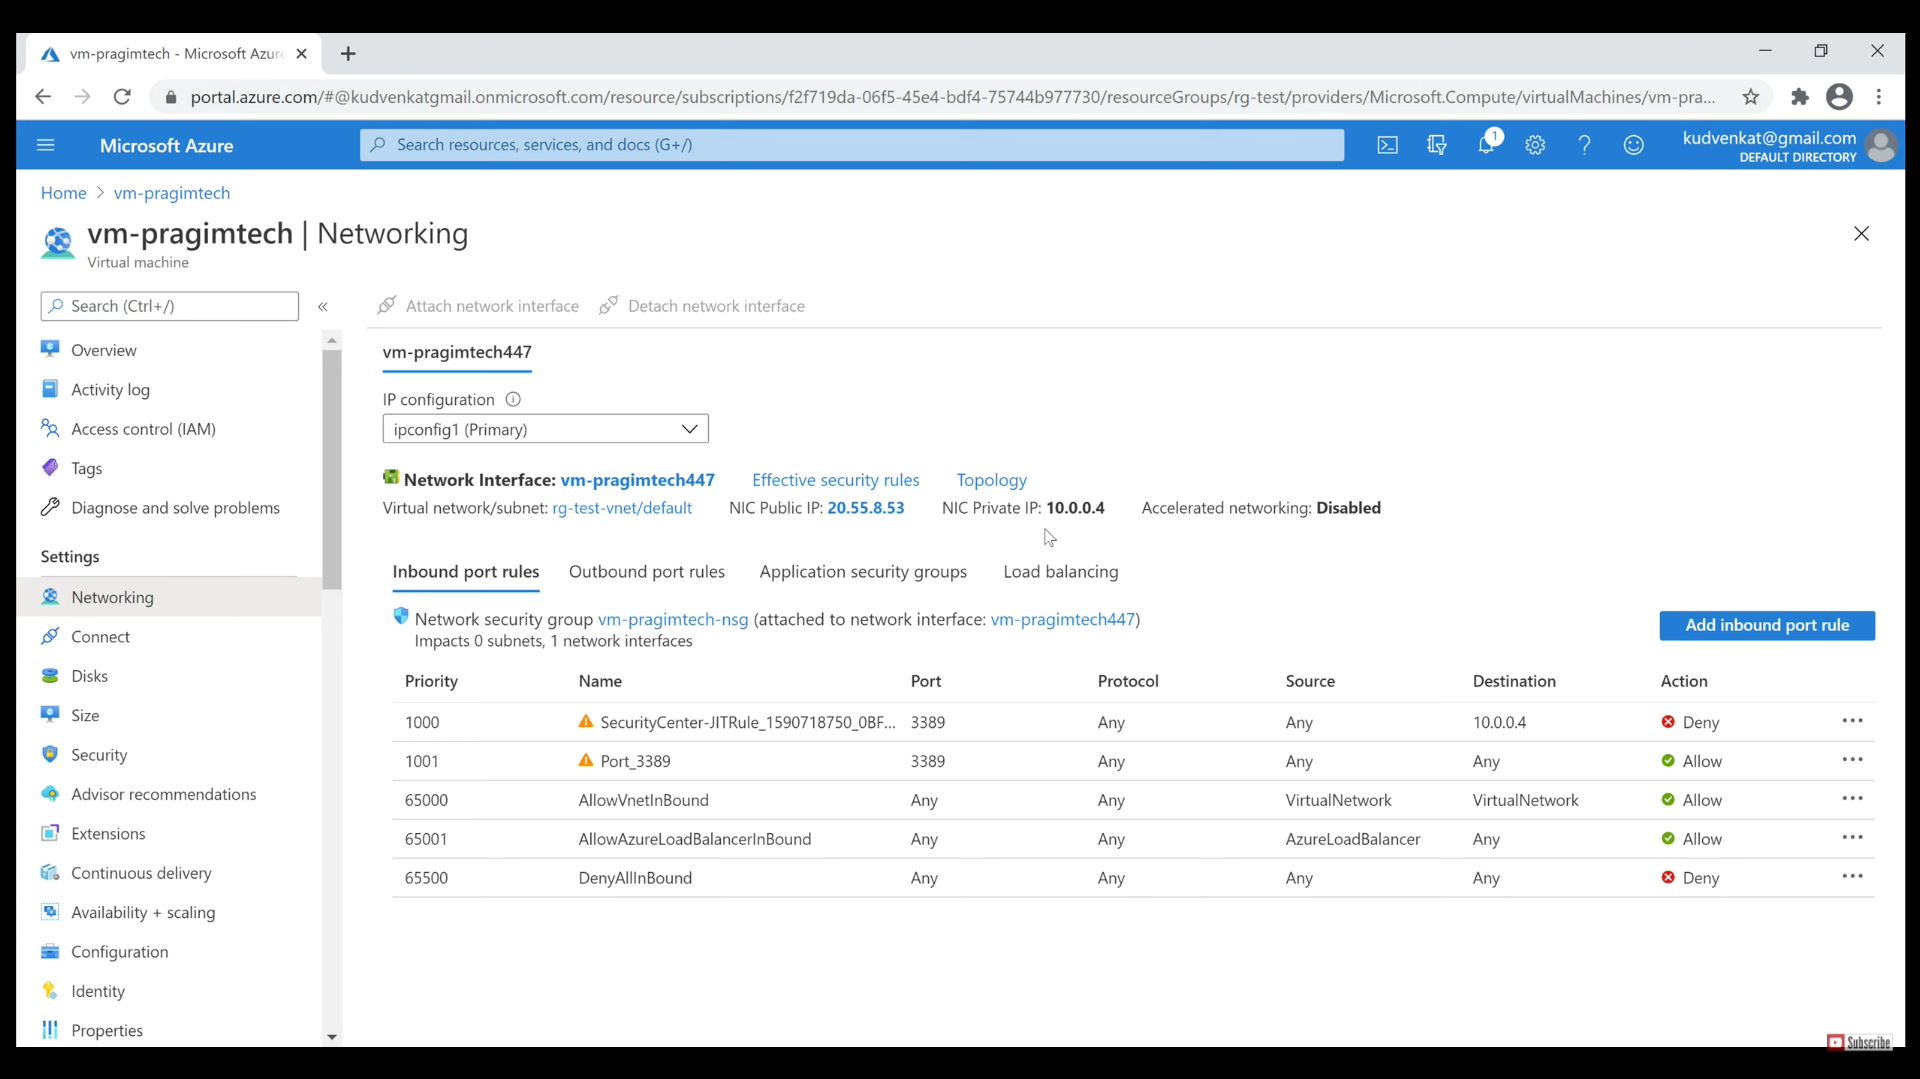 vm-pragimtech - Microsoft Azure
portal.azure.com/#@kudvenkatgmail.onmicrosoft.com/resource/subscriptions/f2f719da-06f5-45e4-bdf4-75744b977730/resourceGroups/rg-test/providers/Microsoft.Compute/virtualMachines/vm-pra...
Microsoft Azure
Search resources, services, and docs (G+/)
1
kudvenkat@gmail.com
DEFAULT DIRECTORY
Home > vm-pragimtech
vm-pragimtech | Networking
Virtual machine
Search (Ctrl+/)
«
Overview
Activity log
Access control (IAM)
Tags
Diagnose and solve problems
Settings
Networking
Connect
Disks
Size
Security
Advisor recommendations
Extensions
Continuous delivery
Availability + scaling
Configuration
Identity
Properties
Attach network interface Detach network interface
vm-pragimtech447
IP configuration
ipconfig1 (Primary)
Network Interface: vm-pragimtech447 Effective security rules Topology
Virtual network/subnet: rg-test-vnet/default NIC Public IP: 20.55.8.53 NIC Private IP: 10.0.0.4 Accelerated networking: Disabled
Inbound port rules Outbound port rules Application security groups Load balancing
Network security group vm-pragimtech-nsg (attached to network interface: vm-pragimtech447)
Impacts 0 subnets, 1 network interfaces
Add inbound port rule
Priority Name Port Protocol Source Destination Action
1000 SecurityCenter-JITRule_1590718750_0BF... 3389 Any Any 10.0.0.4 Deny
1001 Port_3389 3389 Any Any Any Allow
65000 AllowVnetInBound Any Any VirtualNetwork VirtualNetwork Allow
65001 AllowAzureLoadBalancerInBound Any Any AzureLoadBalancer Any Allow
65500 DenyAllInBound Any Any Any Any Deny
Subscribe